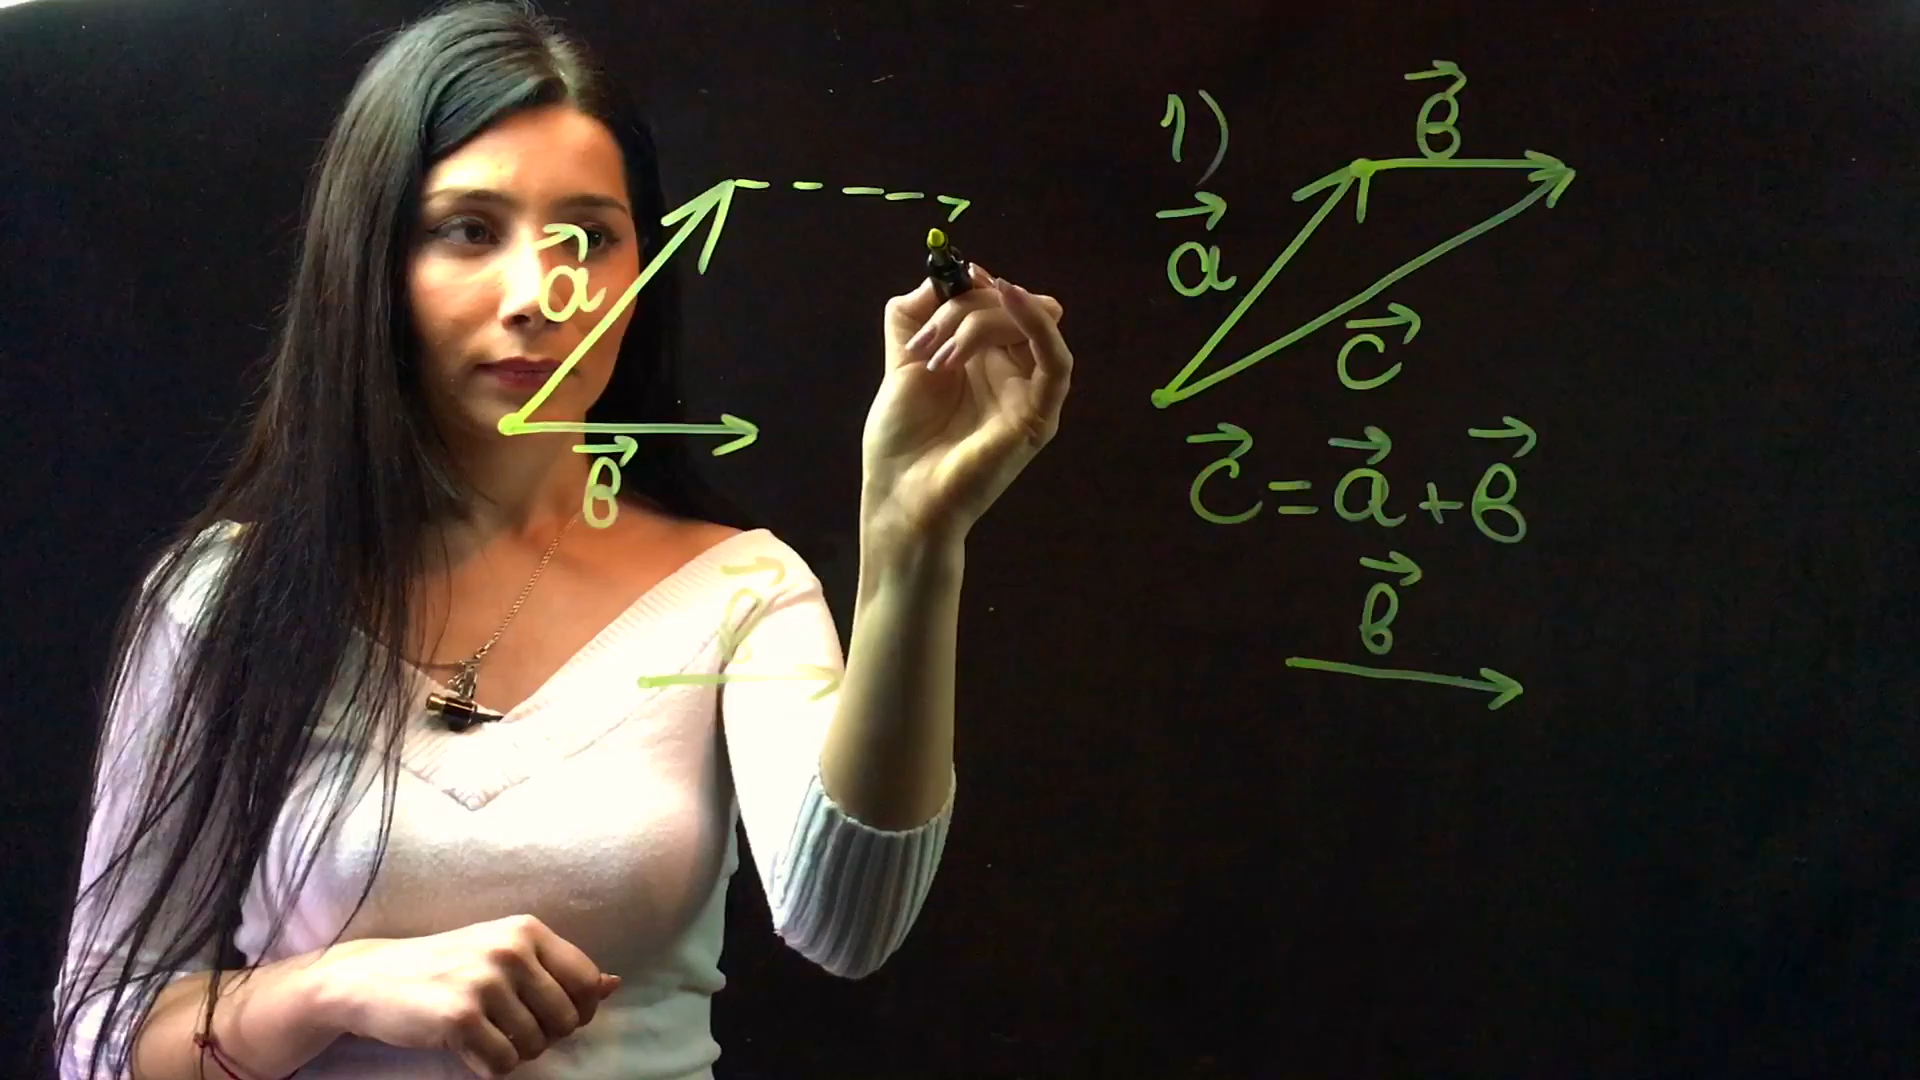 a⃗
b⃗
b⃗
1)
b⃗
a⃗
c⃗
c⃗ = a⃗ + b⃗
b⃗